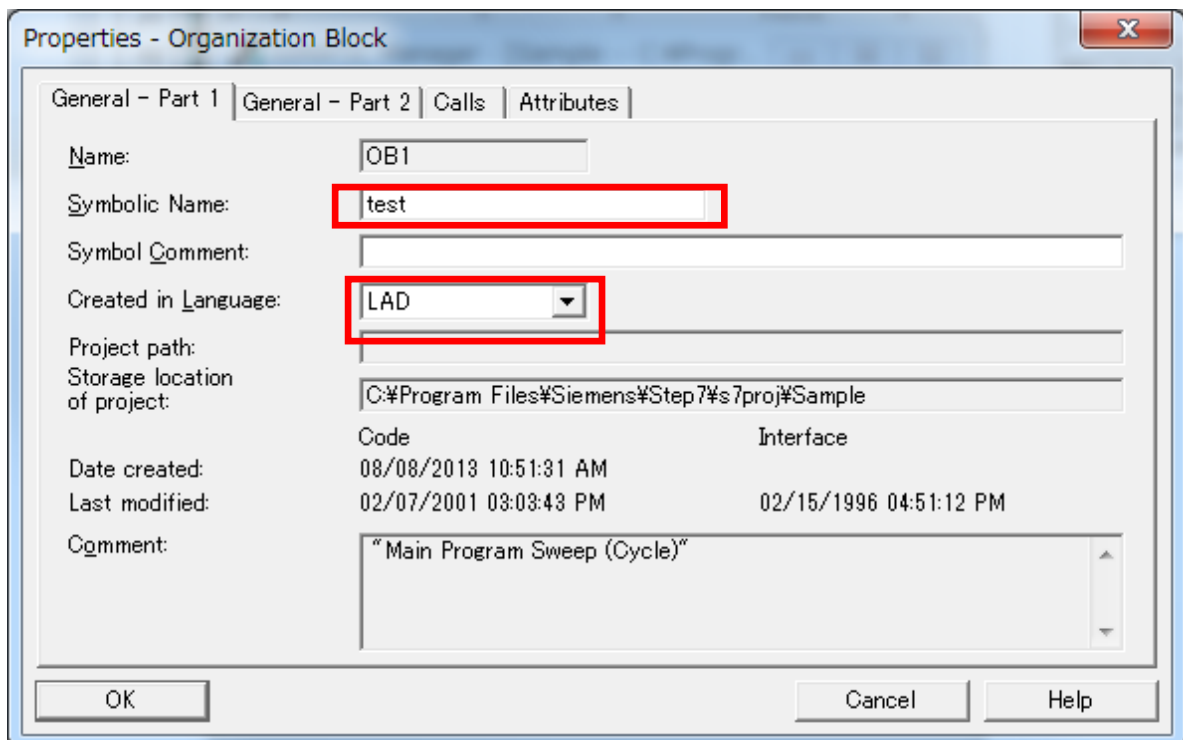 Properties - Organization Block
General - Part 1 General - Part 2 Calls Attributes
Name: OB1
Symbolic Name: test
Symbol Comment:
Created in Language: LAD
Project path:
Storage location
of project: C:¥Program Files¥Siemens¥Step7¥s7proj¥Sample
Code Interface
Date created: 08/08/2013 10:51:31 AM
Last modified: 02/07/2001 03:03:43 PM 02/15/1996 04:51:12 PM
Comment: "Main Program Sweep (Cycle)"
OK Cancel Help